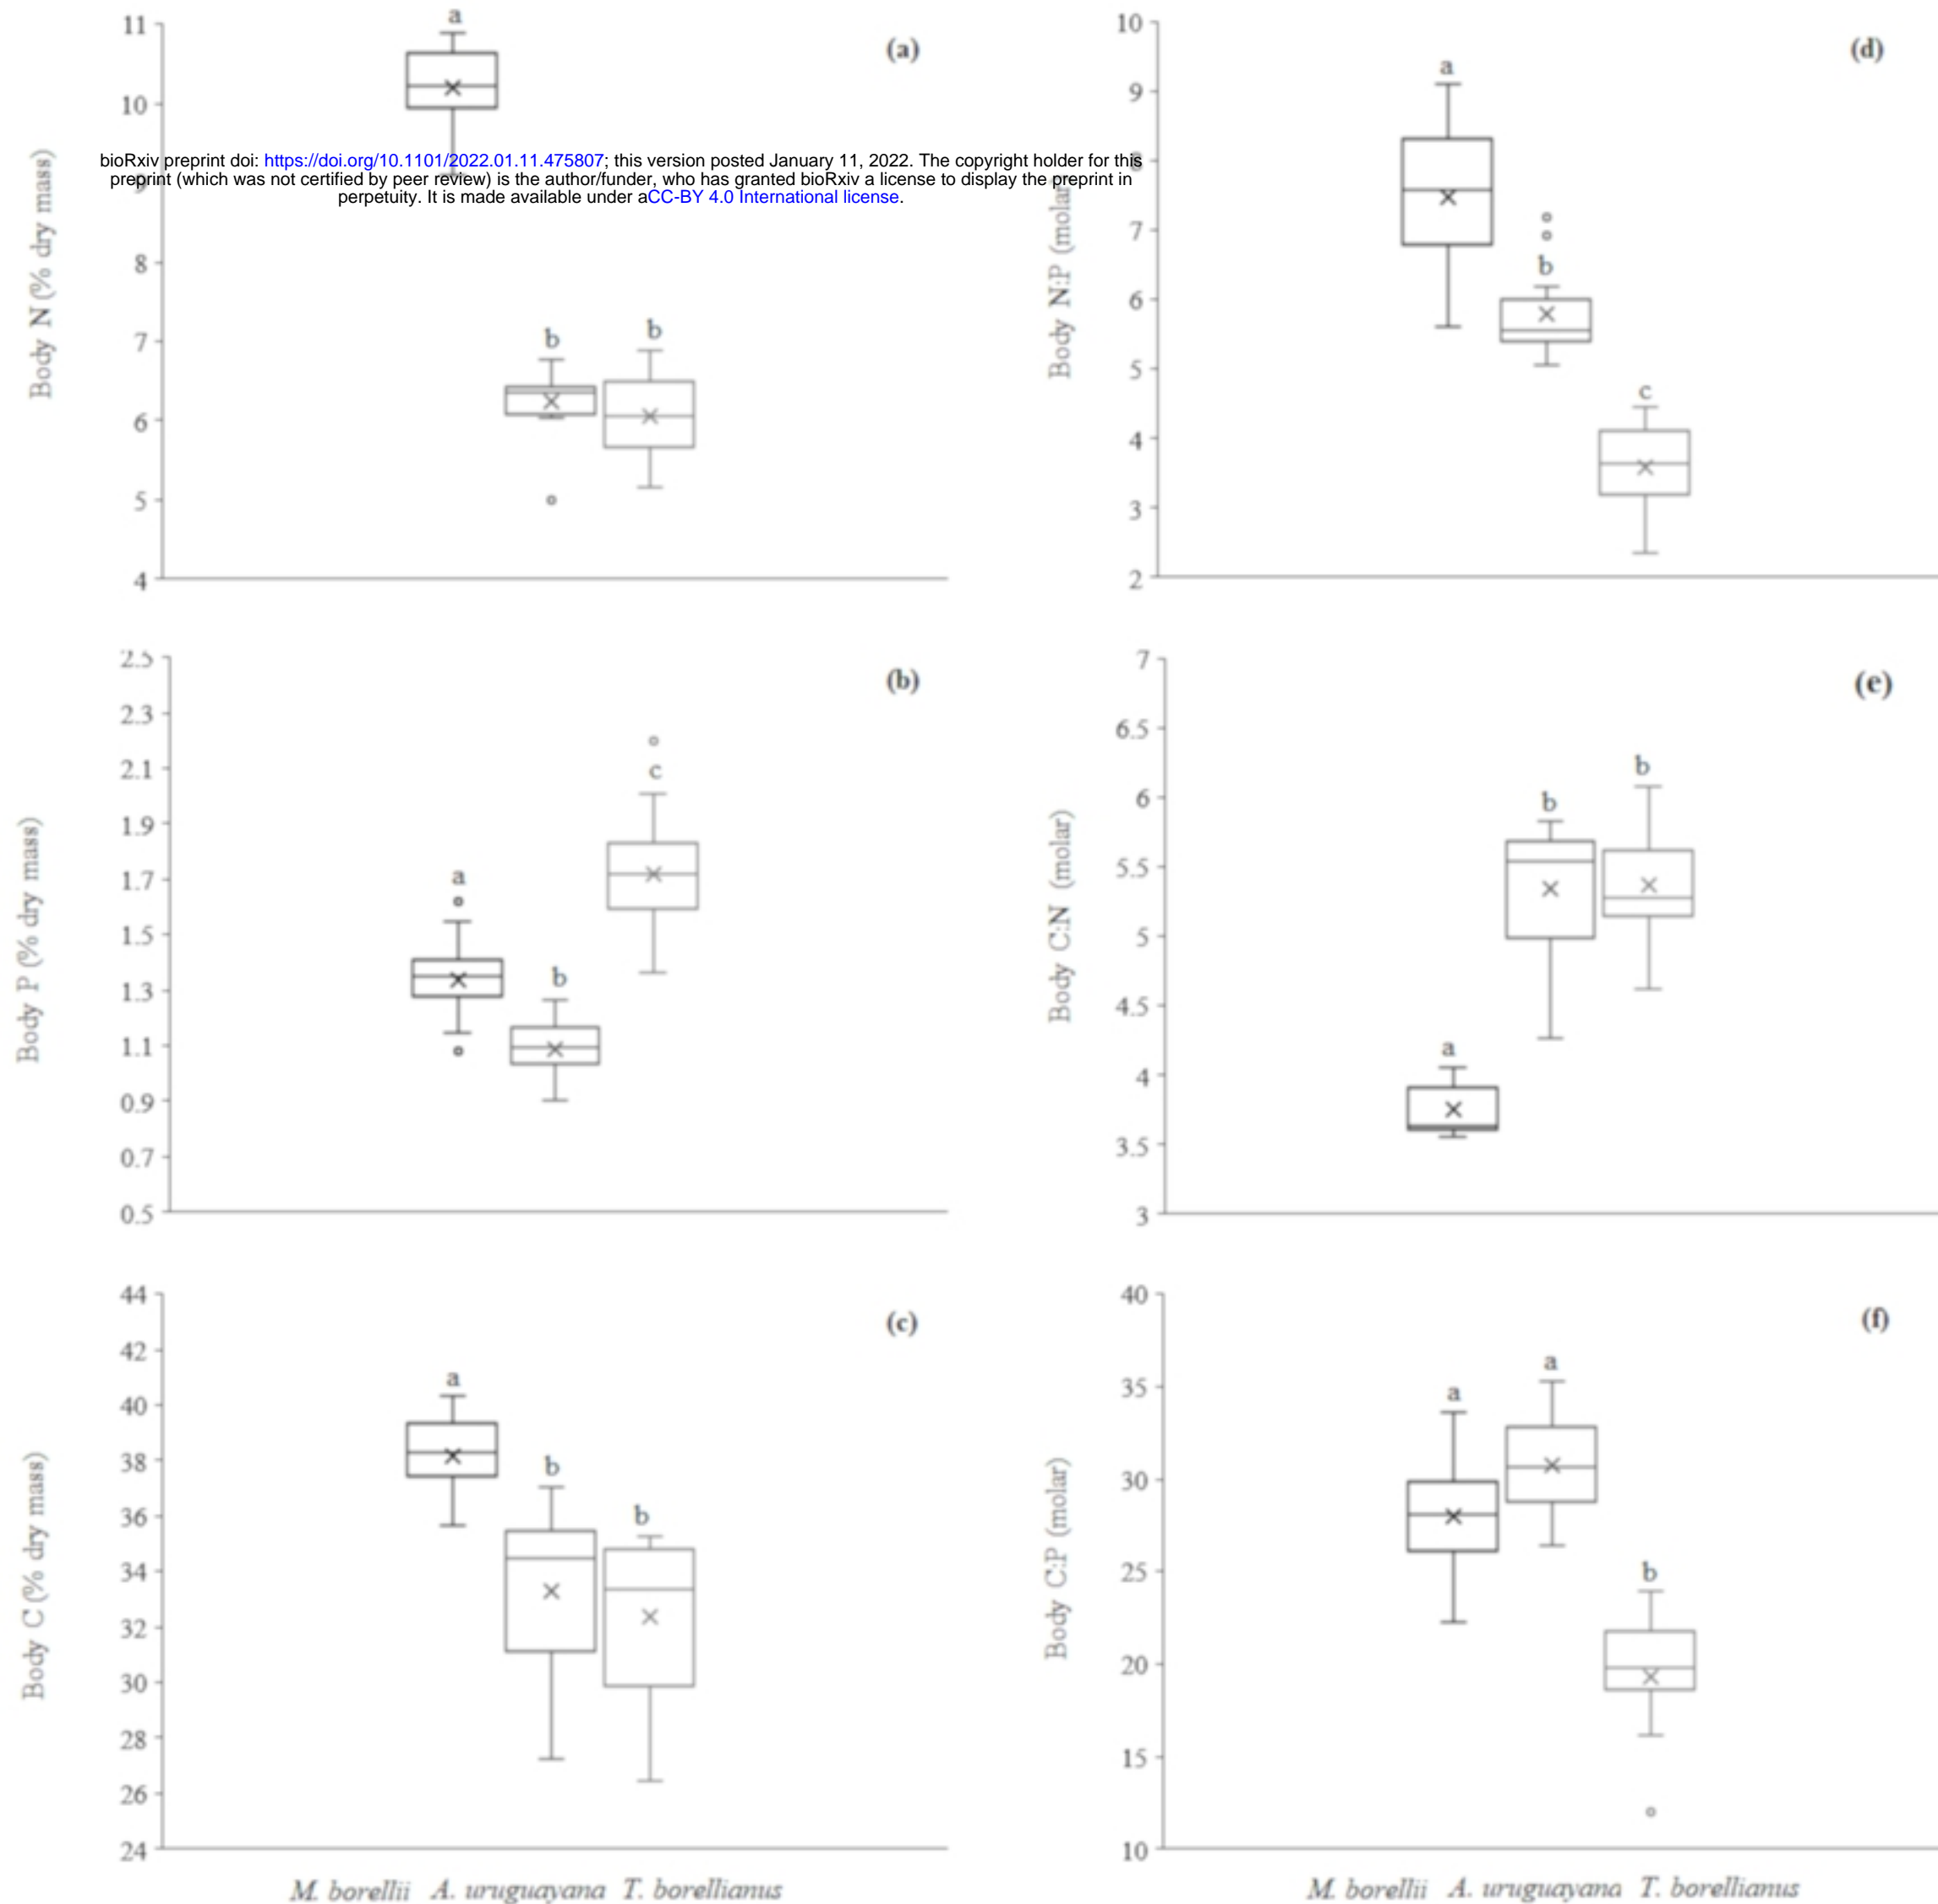 11
a
(a)
10
bioRxiv preprint doi: https://doi.org/10.1101/2022.01.11.475807; this version posted January 11, 2022. The copyright holder for this
preprint (which was not certified by peer review) is the author/funder, who has granted bioRxiv a license to display the preprint in
perpetuity. It is made available under aCC-BY 4.0 International license.
9
8
7
6
5
4
Body N (% dry mass)
b
b
10
9
8
7
6
5
4
3
2
Body N:P (molar)
a
b
c
(d)
2.5
2.3
2.1
1.9
1.7
1.5
1.3
1.1
0.9
0.7
0.5
Body P (% dry mass)
a
b
c
(b)
7
6.5
6
5.5
5
4.5
4
3.5
3
Body C:N (molar)
a
b
b
(e)
44
42
40
38
36
34
32
30
28
26
24
Body C (% dry mass)
a
b
b
(c)
M. borellii A. uruguayana T. borellianus
40
35
30
25
20
15
10
Body C:P (molar)
a
a
b
(f)
M. borellii A. uruguayana T. borellianus